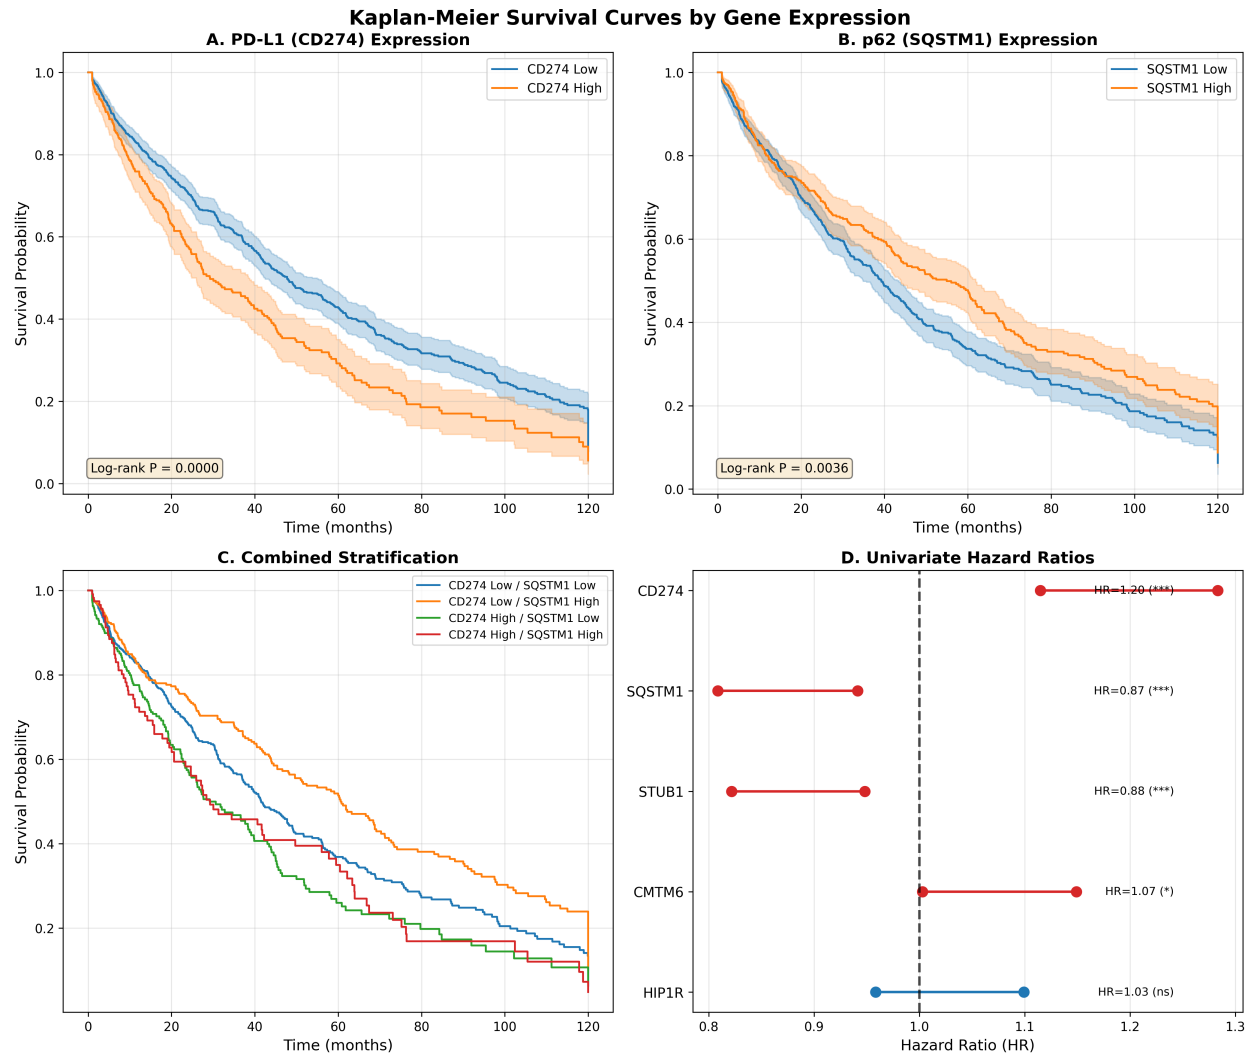 Kaplan-Meier Survival Curves by Gene Expression
A. PD-L1 (CD274) Expression
CD274 Low
CD274 High
Survival Probability
1.0
0.8
0.6
0.4
0.2
0.0
Log-rank P = 0.0000
0 20 40 60 80 100 120
Time (months)
B. p62 (SQSTM1) Expression
SQSTM1 Low
SQSTM1 High
Survival Probability
1.0
0.8
0.6
0.4
0.2
0.0
Log-rank P = 0.0036
0 20 40 60 80 100 120
Time (months)
C. Combined Stratification
CD274 Low / SQSTM1 Low
CD274 Low / SQSTM1 High
CD274 High / SQSTM1 Low
CD274 High / SQSTM1 High
Survival Probability
1.0
0.8
0.6
0.4
0.2
0 20 40 60 80 100 120
Time (months)
D. Univariate Hazard Ratios
CD274 HR=1.20 (***)
SQSTM1 HR=0.87 (***)
STUB1 HR=0.88 (***)
CMTM6 HR=1.07 (*)
HIP1R HR=1.03 (ns)
0.8 0.9 1.0 1.1 1.2 1.3
Hazard Ratio (HR)